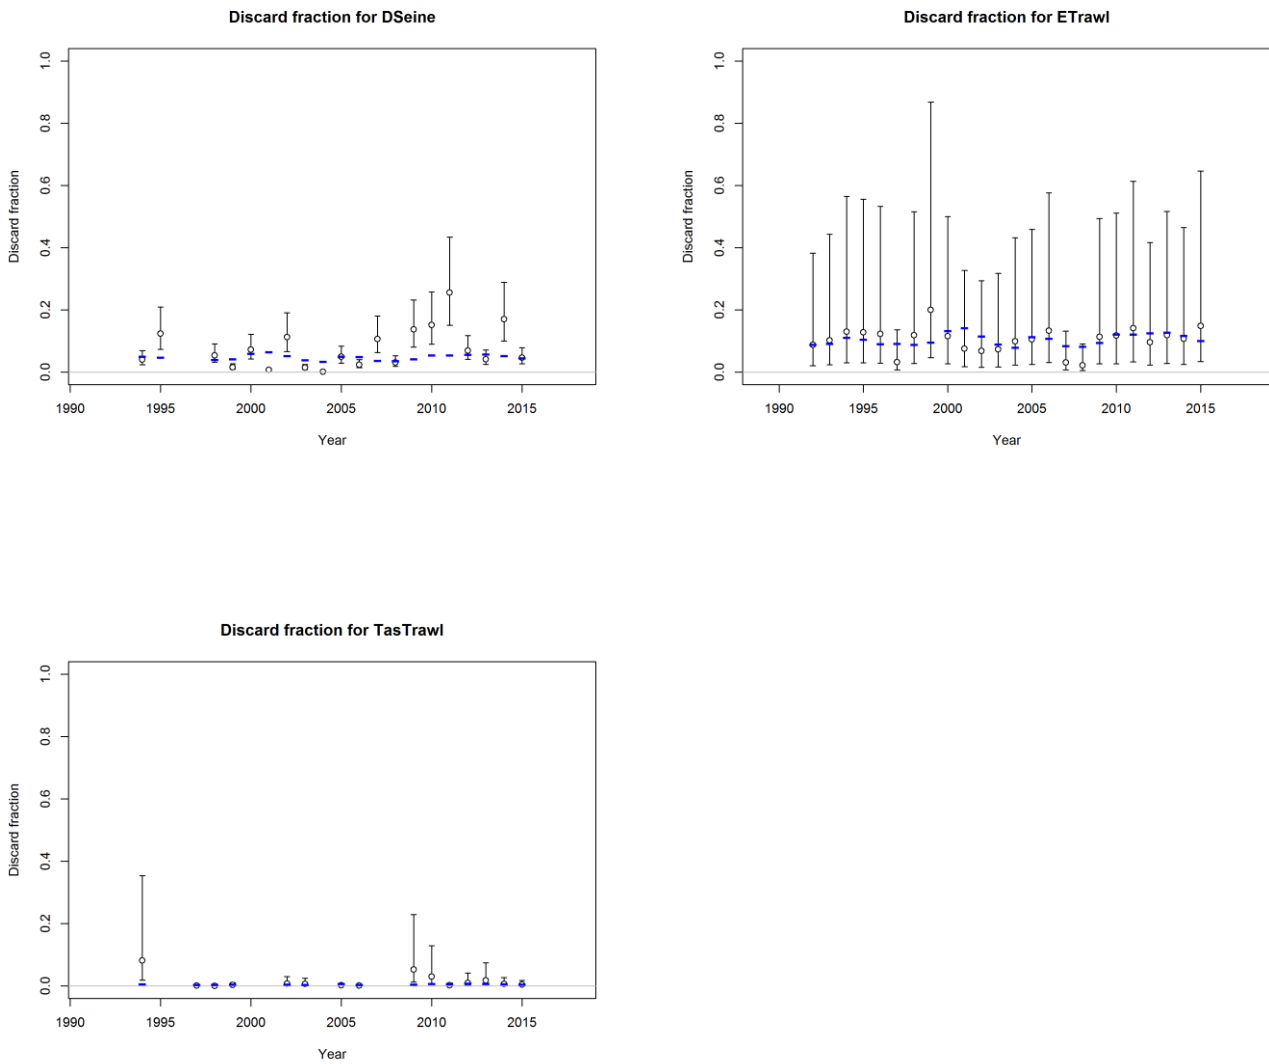 Discard fraction for DSeine
Discard fraction
1.0
0.8
0.6
0.4
0.2
0.0
1990 1995 2000 2005 2010 2015
Year
Discard fraction for ETrawl
Discard fraction
1.0
0.8
0.6
0.4
0.2
0.0
1990 1995 2000 2005 2010 2015
Year
Discard fraction for TasTrawl
Discard fraction
1.0
0.8
0.6
0.4
0.2
0.0
1990 1995 2000 2005 2010 2015
Year